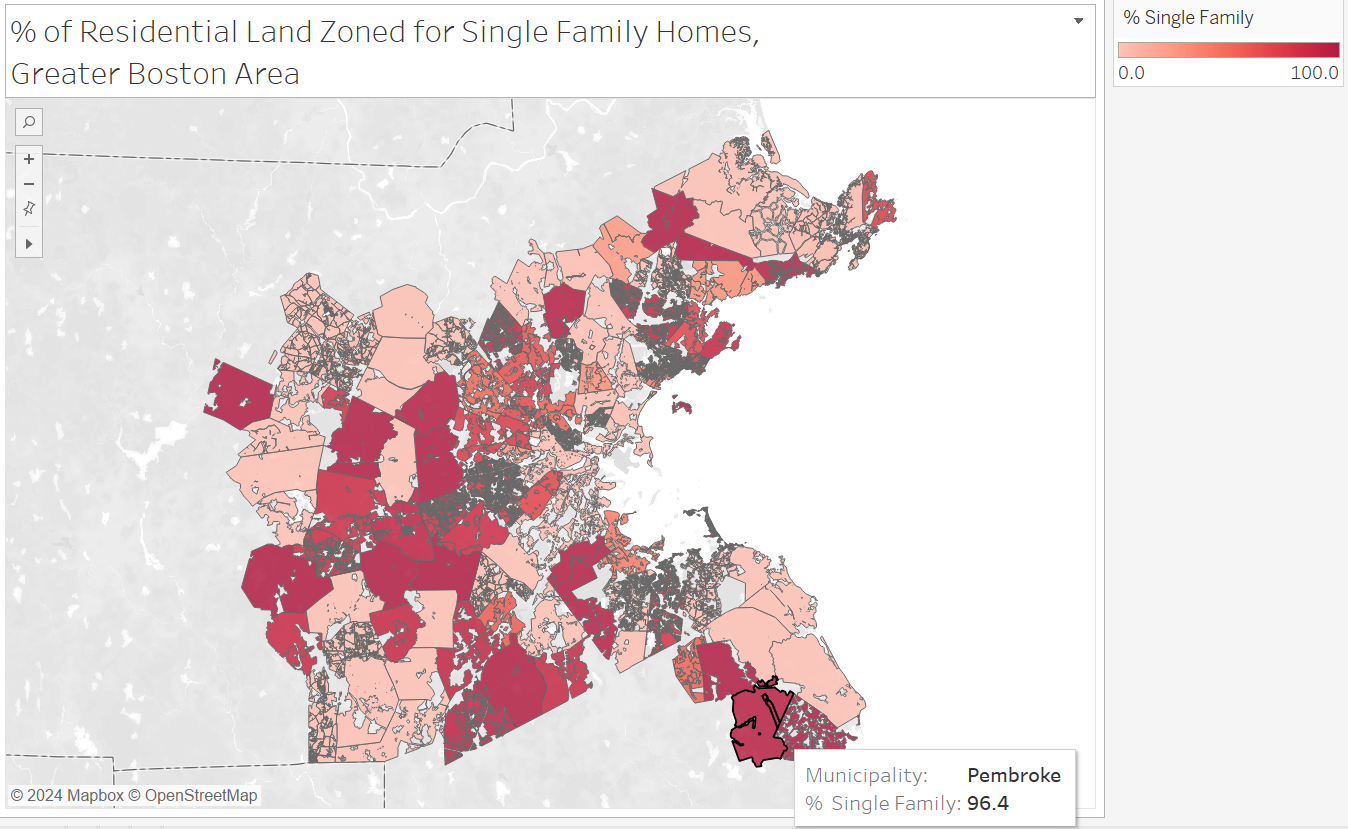 % of Residential Land Zoned for Single Family Homes,
Greater Boston Area
% Single Family
0.0 100.0
+
−
Municipality: Pembroke
% Single Family: 96.4
© 2024 Mapbox © OpenStreetMap